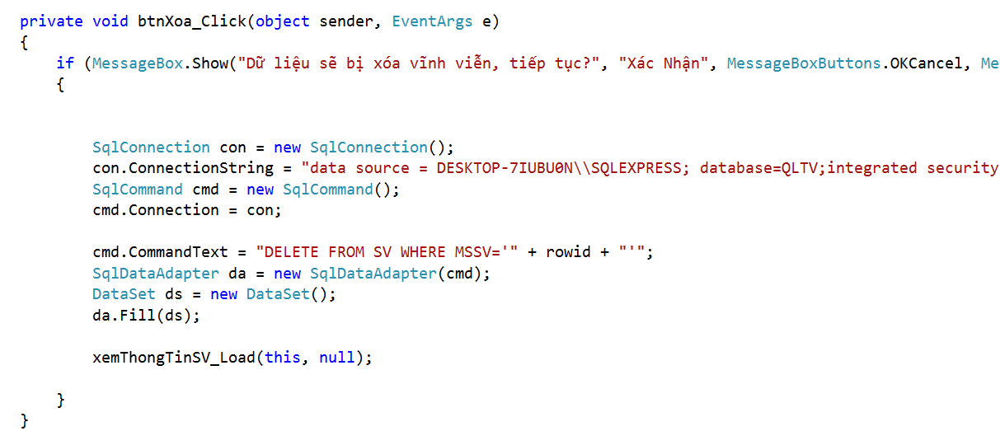 private void btnXoa_Click(object sender, EventArgs e)
{
if (MessageBox.Show("Dữ liệu sẽ bị xóa vĩnh viễn, tiếp tục?", "Xác Nhận", MessageBoxButtons.OKCancel, Me
{
SqlConnection con = new SqlConnection();
con.ConnectionString = "data source = DESKTOP-7IUBU0N\\SQLEXPRESS; database=QLTV;integrated security
SqlCommand cmd = new SqlCommand();
cmd.Connection = con;
cmd.CommandText = "DELETE FROM SV WHERE MSSV='" + rowid + "'";
SqlDataAdapter da = new SqlDataAdapter(cmd);
DataSet ds = new DataSet();
da.Fill(ds);
xemThongTinSV_Load(this, null);
}
}